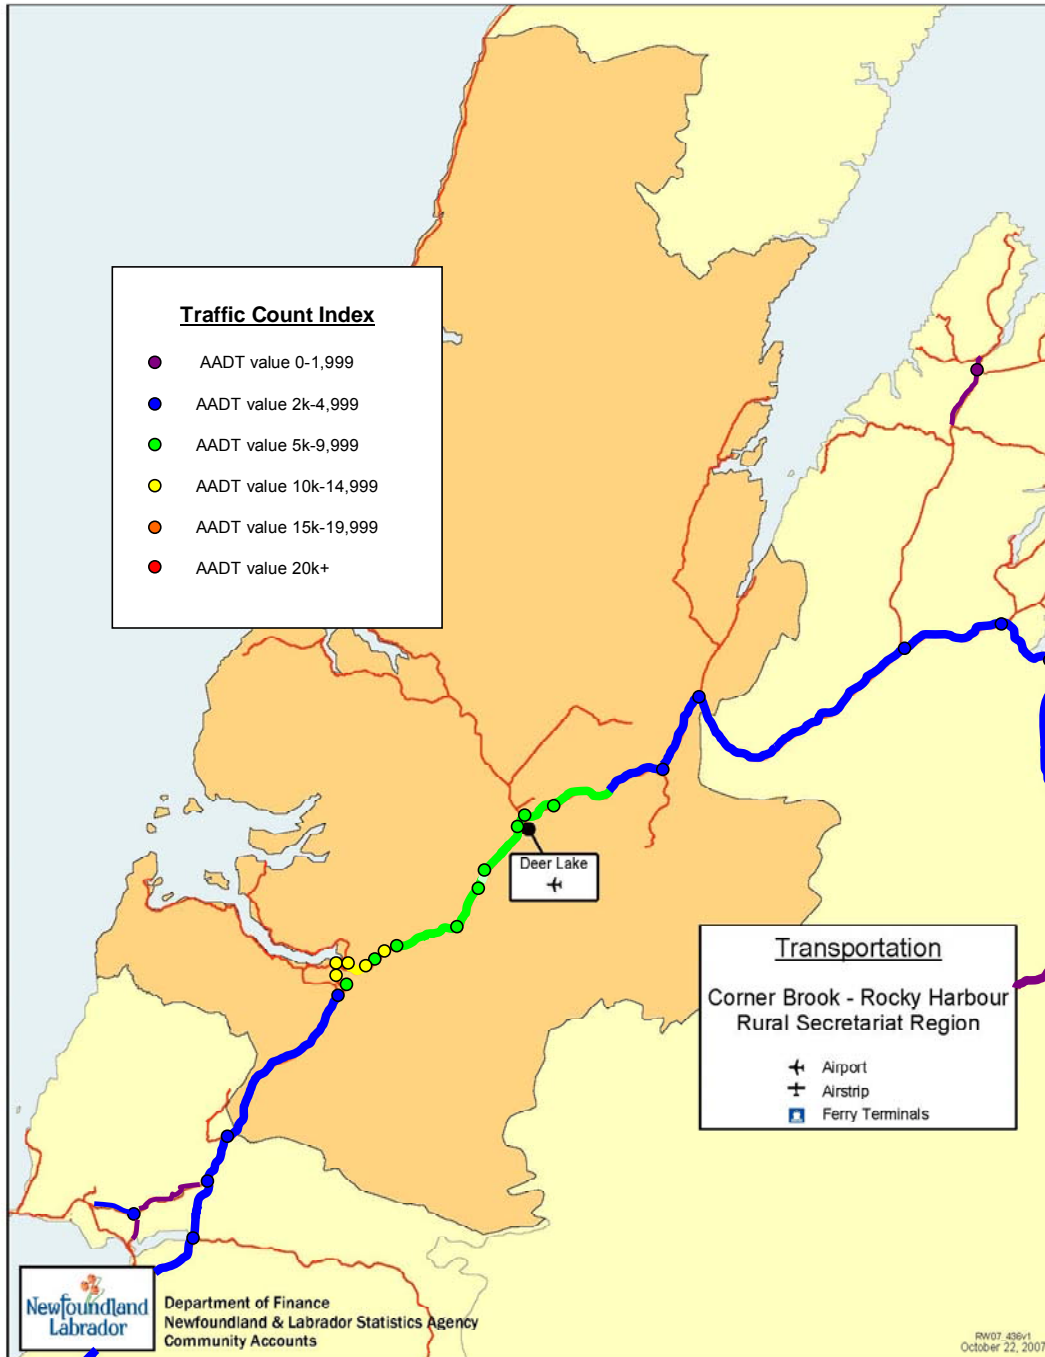 Traffic Count Index
AADT value 0-1,999
AADT value 2k-4,999
AADT value 5k-9,999
AADT value 10k-14,999
AADT value 15k-19,999
AADT value 20k+
Deer Lake
Transportation
Corner Brook - Rocky Harbour
Rural Secretariat Region
Airport
Airstrip
Ferry Terminals
Newfoundland
Labrador
Department of Finance
Newfoundland & Labrador Statistics Agency
Community Accounts
RW07_436v1
October 22, 2007